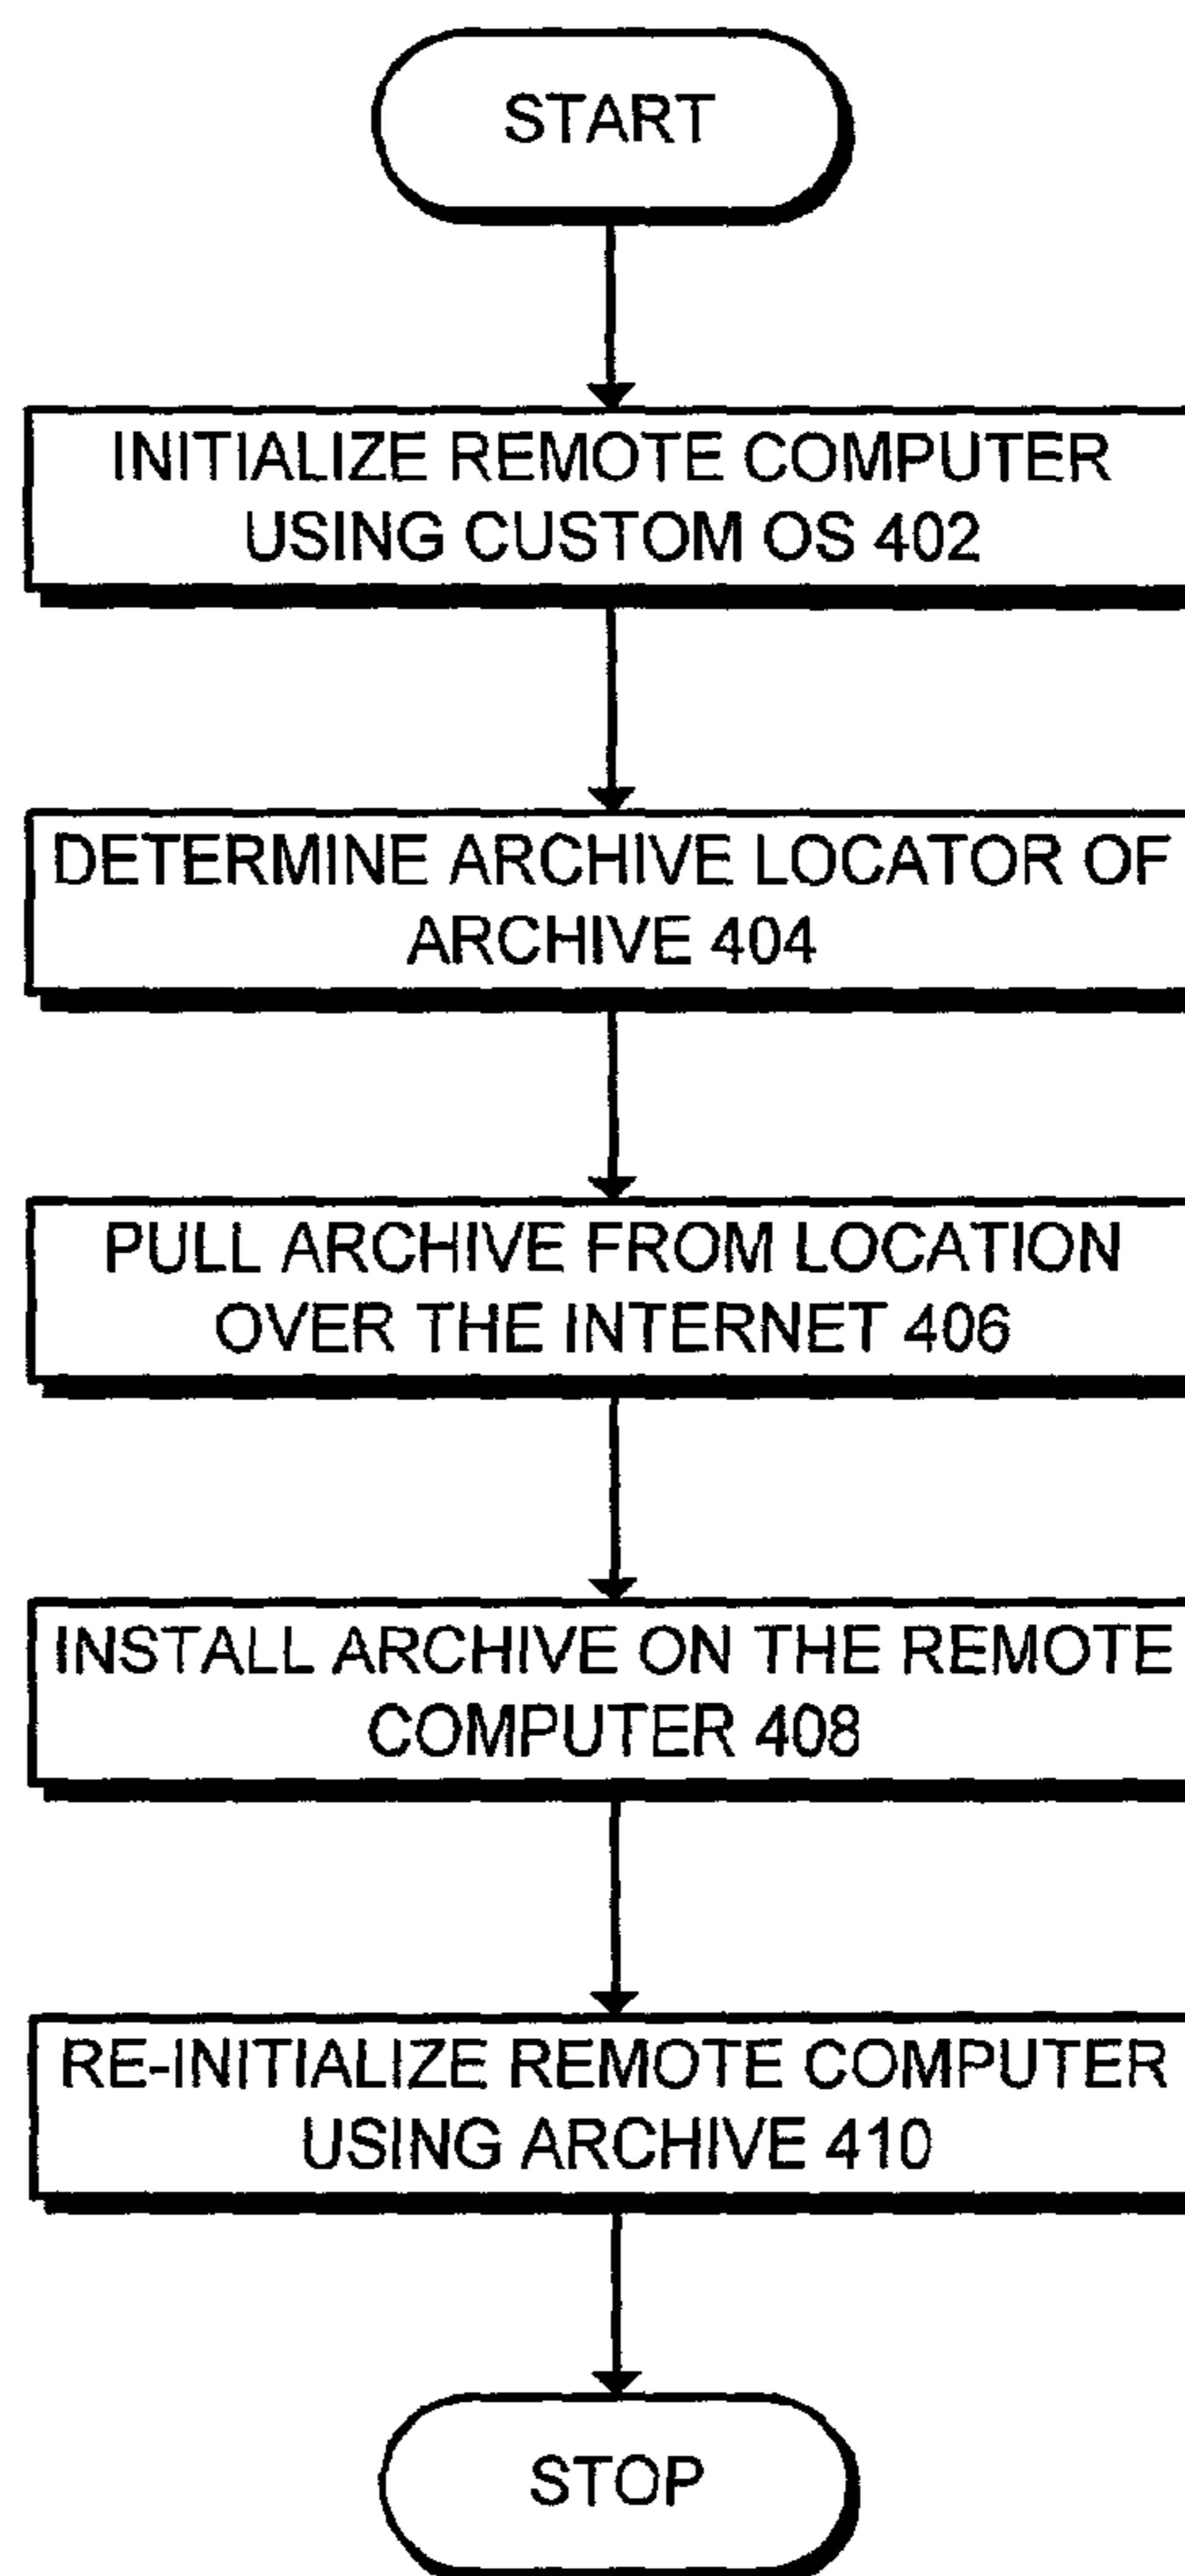 START
INITIALIZE REMOTE COMPUTER
USING CUSTOM OS 402
DETERMINE ARCHIVE LOCATOR OF
ARCHIVE 404
PULL ARCHIVE FROM LOCATION
OVER THE INTERNET 406
INSTALL ARCHIVE ON THE REMOTE
COMPUTER 408
RE-INITIALIZE REMOTE COMPUTER
USING ARCHIVE 410
STOP